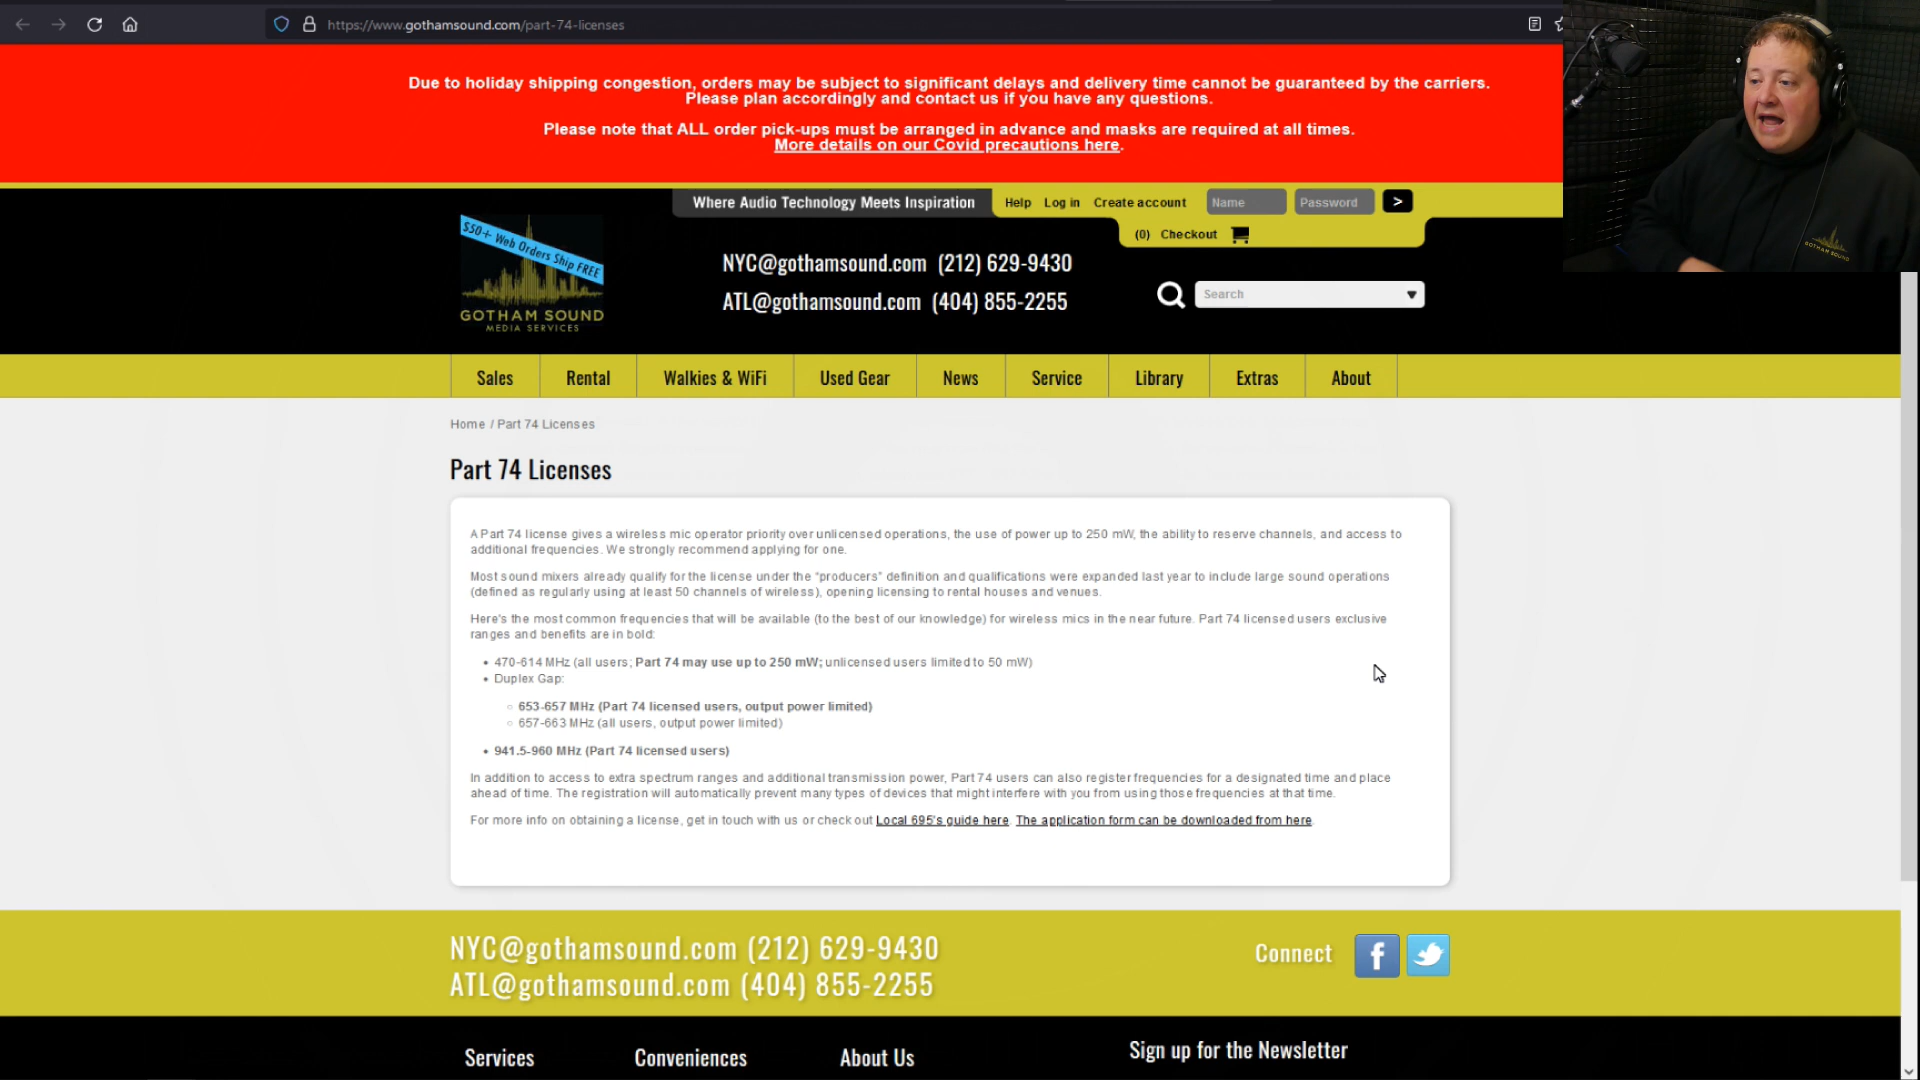 https://www.gothamsound.com/part-74-licenses
Due to holiday shipping congestion, orders may be subject to significant delays and delivery time cannot be guaranteed by the carriers.
Please plan accordingly and contact us if you have any questions.
Please note that ALL order pick-ups must be arranged in advance and masks are required at all times.
More details on our Covid precautions here.
Where Audio Technology Meets Inspiration
Help Log in Create account Name Password >
(0) Checkout
$50+ Web Orders Ship FREE
GOTHAM SOUND
MEDIA SERVICES
NYC@gothamsound.com (212) 629-9430
ATL@gothamsound.com (404) 855-2255
Search
GOTHAM SOUND
Sales Rental Walkies & WiFi Used Gear News Service Library Extras About
Home / Part 74 Licenses
Part 74 Licenses
A Part 74 license gives a wireless mic operator priority over unlicensed operations, the use of power up to 250 mW, the ability to reserve channels, and access to
additional frequencies. We strongly recommend applying for one.
Most sound mixers already qualify for the license under the “producers” definition and qualifications were expanded last year to include large sound operations
(defined as regularly using at least 50 channels of wireless), opening licensing to rental houses and venues.
Here's the most common frequencies that will be available (to the best of our knowledge) for wireless mics in the near future. Part 74 licensed users exclusive
ranges and benefits are in bold:
• 470-614 MHz (all users; Part 74 may use up to 250 mW; unlicensed users limited to 50 mW)
• Duplex Gap:
○ 653-657 MHz (Part 74 licensed users, output power limited)
○ 657-663 MHz (all users, output power limited)
• 941.5-960 MHz (Part 74 licensed users)
In addition to access to extra spectrum ranges and additional transmission power, Part 74 users can also register frequencies for a designated time and place
ahead of time. The registration will automatically prevent many types of devices that might interfere with you from using those frequencies at that time.
For more info on obtaining a license, get in touch with us or check out Local 695's guide here. The application form can be downloaded from here.
NYC@gothamsound.com (212) 629-9430
ATL@gothamsound.com (404) 855-2255
Connect
Services Conveniences About Us Sign up for the Newsletter